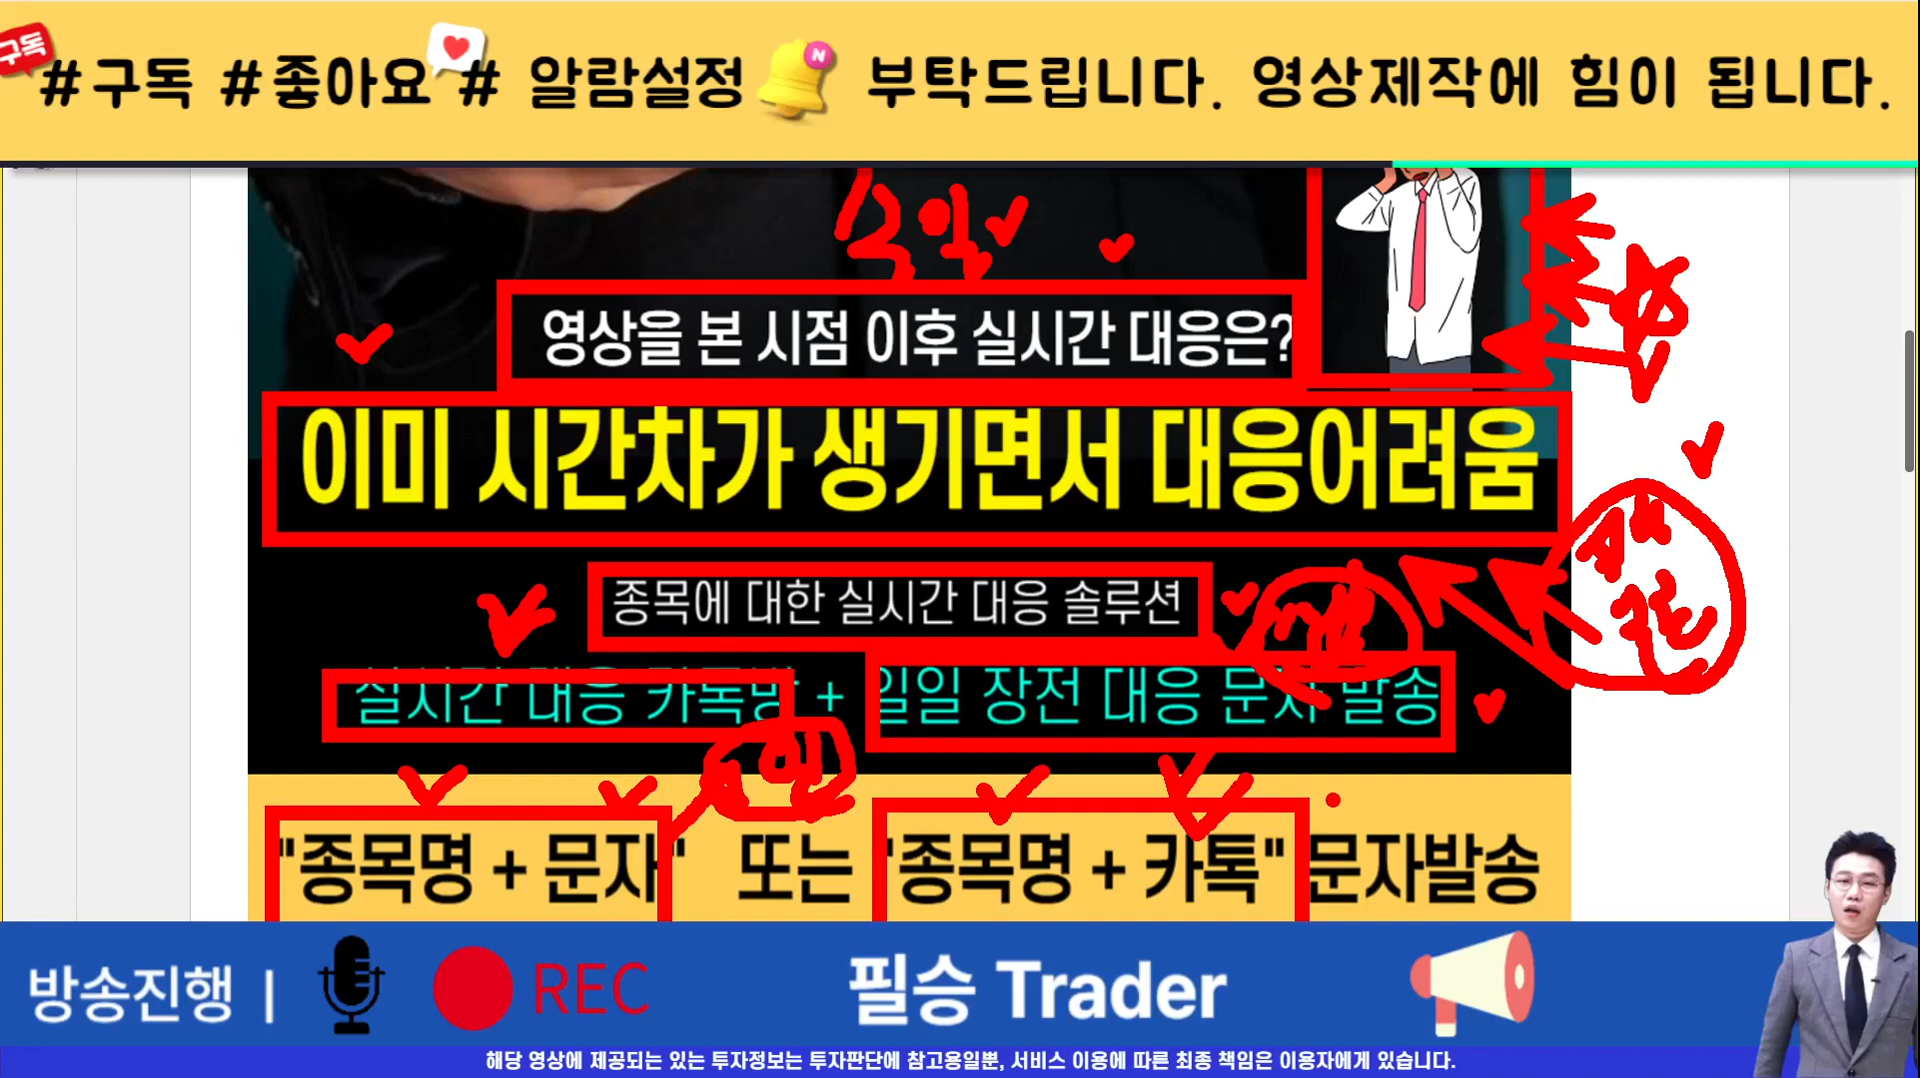 구독
#구독 #좋아요 # 알람설정 부탁드립니다. 영상제작에 힘이 됩니다.
N
영상을 본 시점 이후 실시간 대응은?
이미 시간차가 생기면서 대응어려움
종목에 대한 실시간 대응 솔루션
실시간 대응 카톡방 + 일일 장전 대응 문자 발송
"종목명 + 문자" 또는 "종목명 + 카톡" 문자발송
방송진행 | REC 필승 Trader
해당 영상에 제공되는 있는 투자정보는 투자판단에 참고용일뿐, 서비스 이용에 따른 최종 책임은 이용자에게 있습니다.